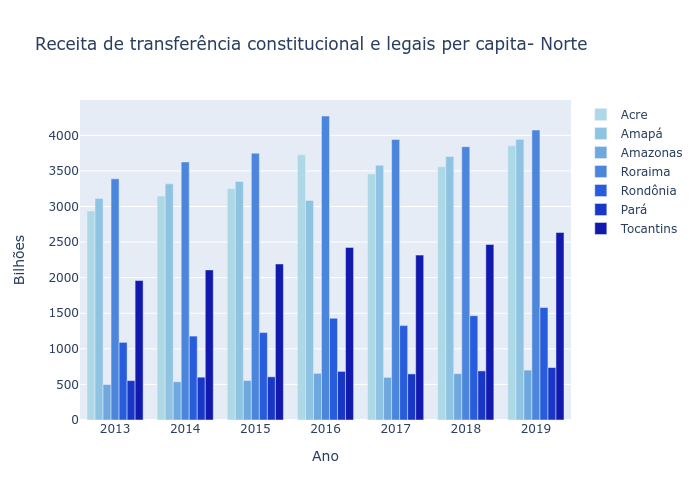 Receita de transferência constitucional e legais per capita- Norte
Bilhões
4000
3500
3000
2500
2000
1500
1000
500
0
2013 2014 2015 2016 2017 2018 2019
Ano
Acre
Amapá
Amazonas
Roraima
Rondônia
Pará
Tocantins